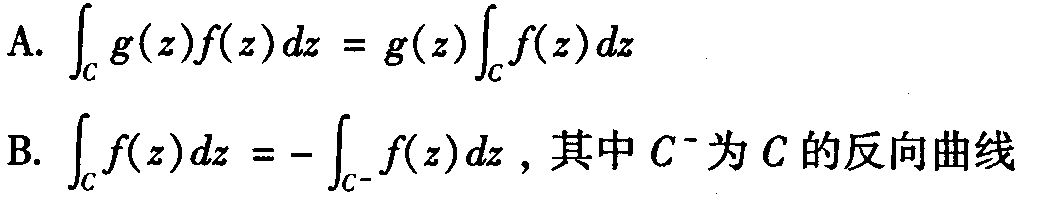 A. ∫_C g(z)f(z)dz = g(z)∫_C f(z)dz
B. ∫_C f(z)dz = -∫_{C^-} f(z)dz , 其中 C^- 为 C 的反向曲线